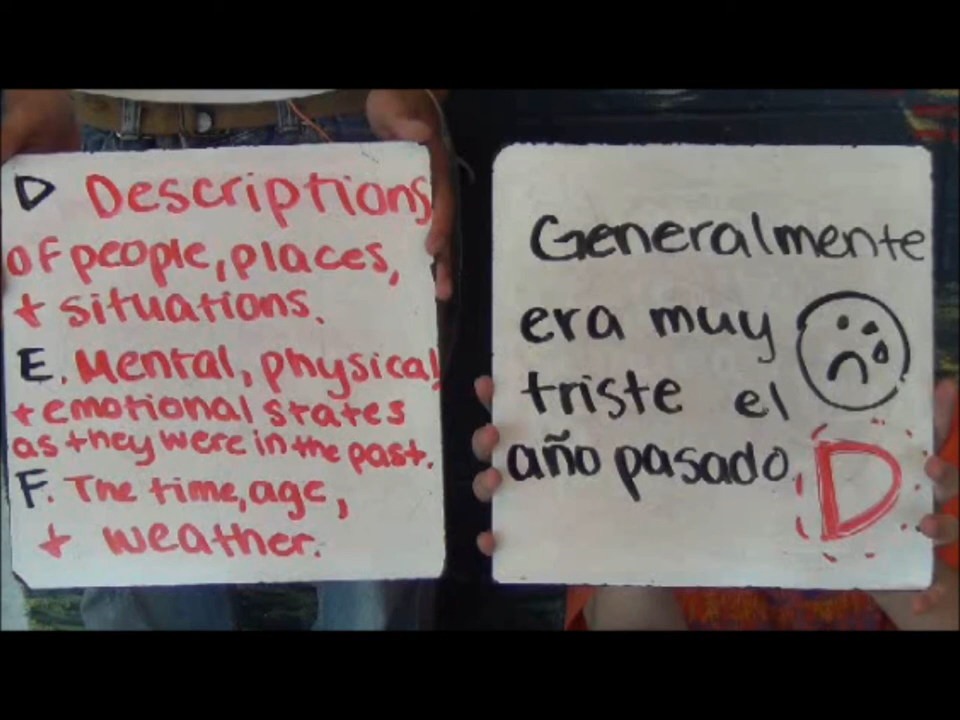 D Descriptions
of people, places,
+ situations.
E. Mental, physical
+ emotional states
as they were in the past.
F. The time, age,
+ weather.
Generalmente
era muy
triste el
año pasado.
D